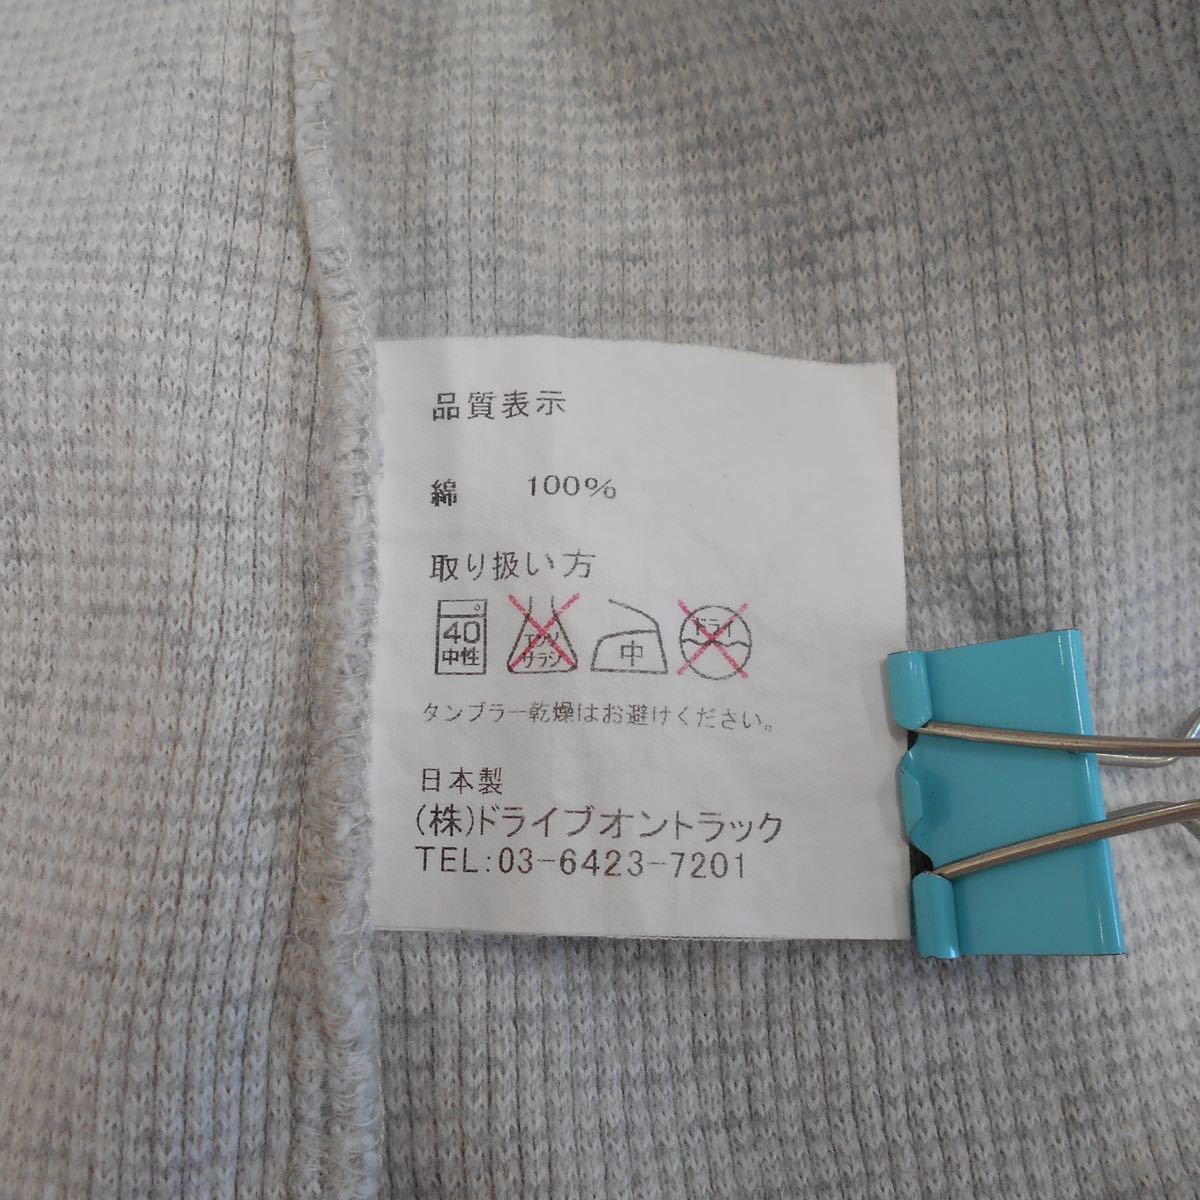 品質表示
綿 100%
取り扱い方
40 中性 エンソ サラシ 中 ドライ
タンブラー乾燥はお避けください。
日本製
(株)ドライブオントラック
TEL:03-6423-7201